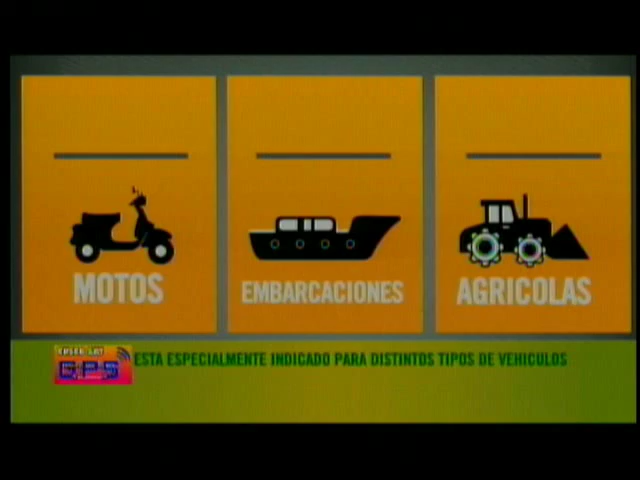 MOTOS
EMBARCACIONES
AGRICOLAS
GPS
ESTA ESPECIALMENTE INDICADO PARA DISTINTOS TIPOS DE VEHICULOS